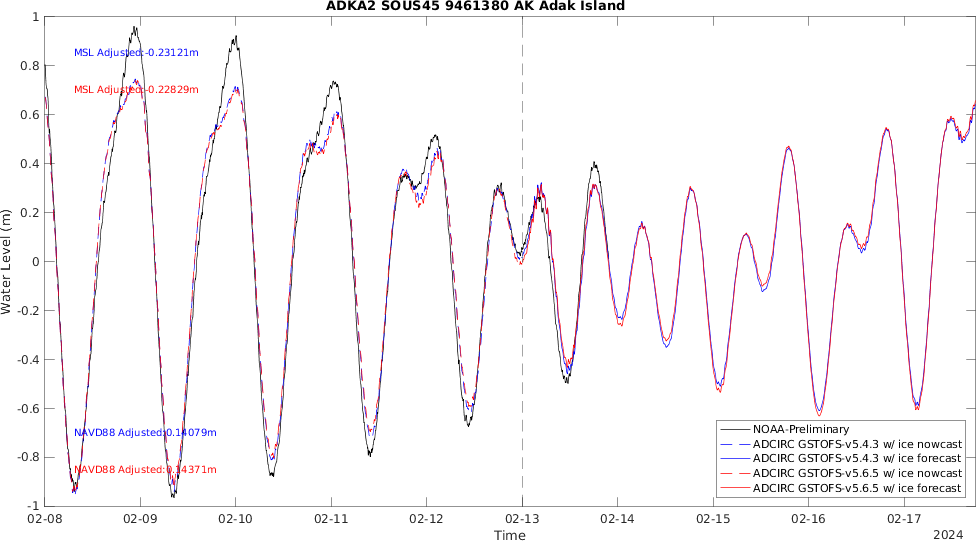 ADKA2 SOUS45 9461380 AK Adak Island
1
0.8
0.6
0.4
0.2
0
-0.2
-0.4
-0.6
-0.8
-1
Water Level (m)
MSL Adjusted:-0.23121m
MSL Adjusted:-0.22829m
NAVD88 Adjusted:0.14079m
NAVD88 Adjusted:0.14371m
NOAA-Preliminary
ADCIRC GSTOFS-v5.4.3 w/ ice nowcast
ADCIRC GSTOFS-v5.4.3 w/ ice forecast
ADCIRC GSTOFS-v5.6.5 w/ ice nowcast
ADCIRC GSTOFS-v5.6.5 w/ ice forecast
02-08 02-09 02-10 02-11 02-12 02-13 02-14 02-15 02-16 02-17
Time
2024